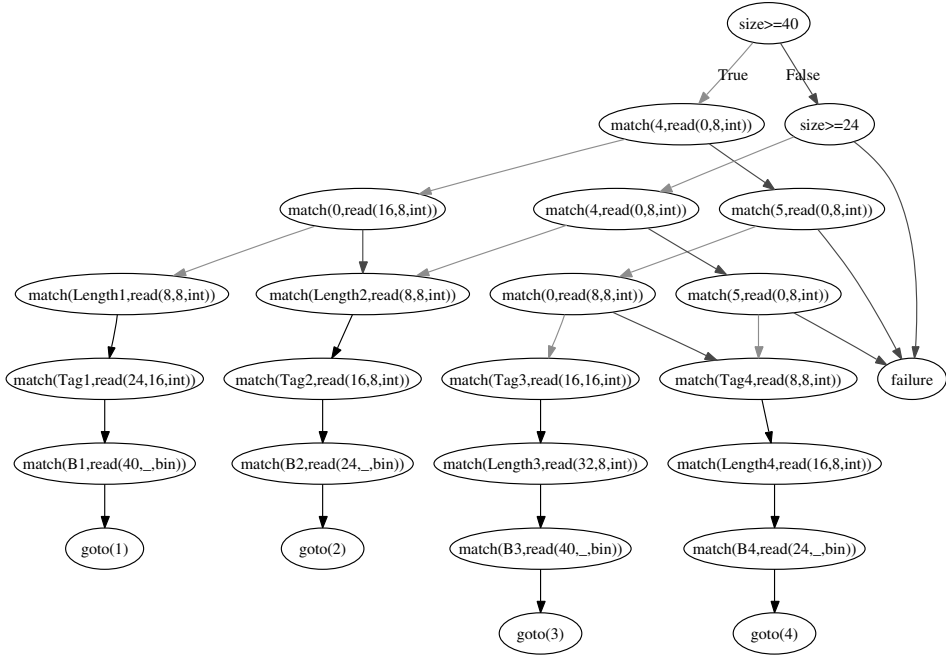 size>=40
True
False
match(4,read(0,8,int))
size>=24
match(0,read(16,8,int))
match(4,read(0,8,int))
match(5,read(0,8,int))
match(Length1,read(8,8,int))
match(Length2,read(8,8,int))
match(0,read(8,8,int))
match(5,read(0,8,int))
match(Tag1,read(24,16,int))
match(Tag2,read(16,8,int))
match(Tag3,read(16,16,int))
match(Tag4,read(8,8,int))
failure
match(B1,read(40,_,bin))
match(B2,read(24,_,bin))
match(Length3,read(32,8,int))
match(Length4,read(16,8,int))
goto(1)
goto(2)
match(B3,read(40,_,bin))
match(B4,read(24,_,bin))
goto(3)
goto(4)